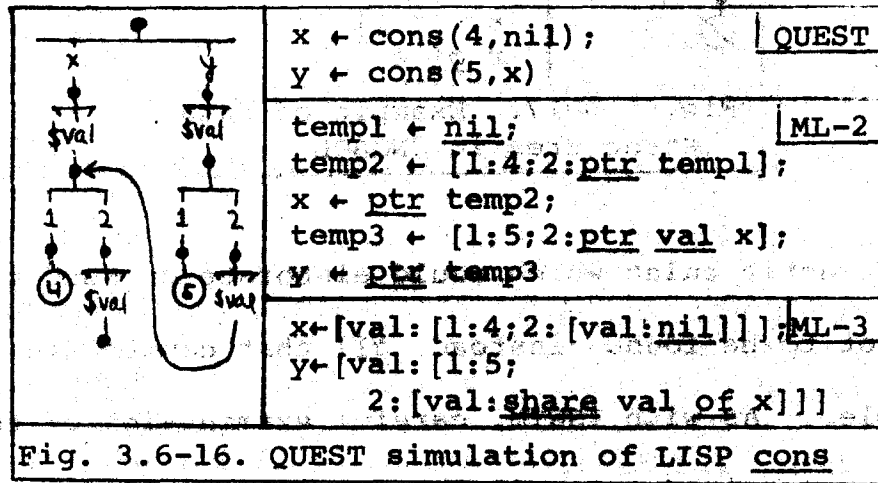 x y
$val $val
1 2 1 2
4 $val 5 $val
x ← cons(4,nil); QUEST
y ← cons(5,x)
temp1 ← nil; ML-2
temp2 ← [1:4;2:ptr temp1];
x ← ptr temp2;
temp3 ← [1:5;2:ptr val x];
y ← ptr temp3
x←[val:[1:4;2:[val:nil]]]; ML-3
y←[val:[1:5;
2:[val:share val of x]]]
Fig. 3.6-16. QUEST simulation of LISP cons